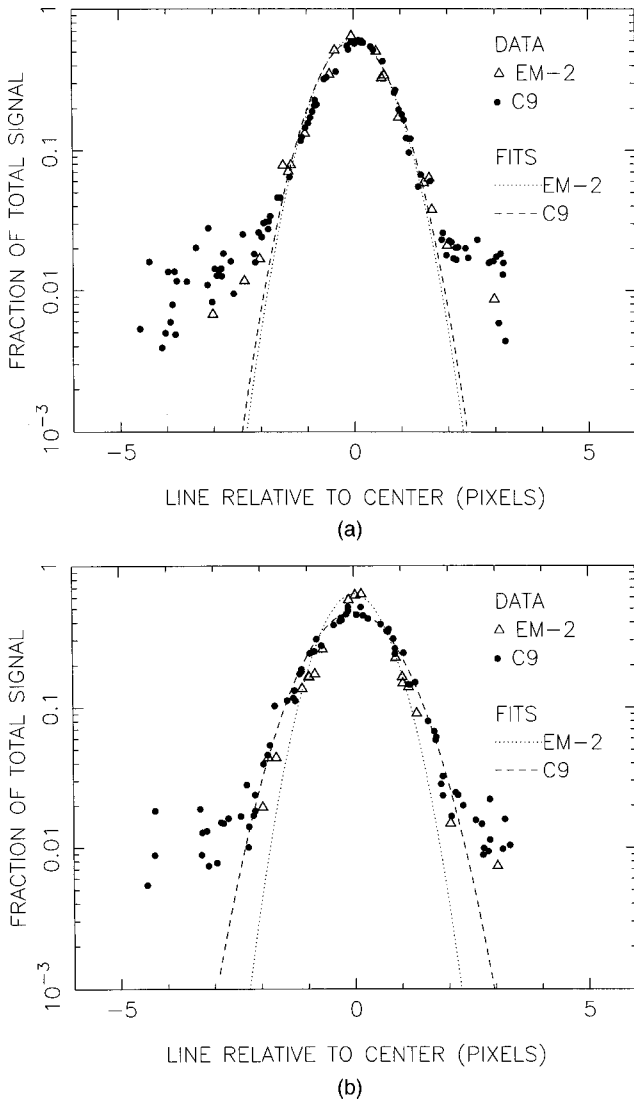 1
0.1
0.01
10⁻³
FRACTION OF TOTAL SIGNAL
DATA
△ EM−2
● C9
FITS
EM−2
C9
−5
0
5
LINE RELATIVE TO CENTER (PIXELS)
(a)
1
0.1
0.01
10⁻³
FRACTION OF TOTAL SIGNAL
DATA
△ EM−2
● C9
FITS
EM−2
C9
−5
0
5
LINE RELATIVE TO CENTER (PIXELS)
(b)